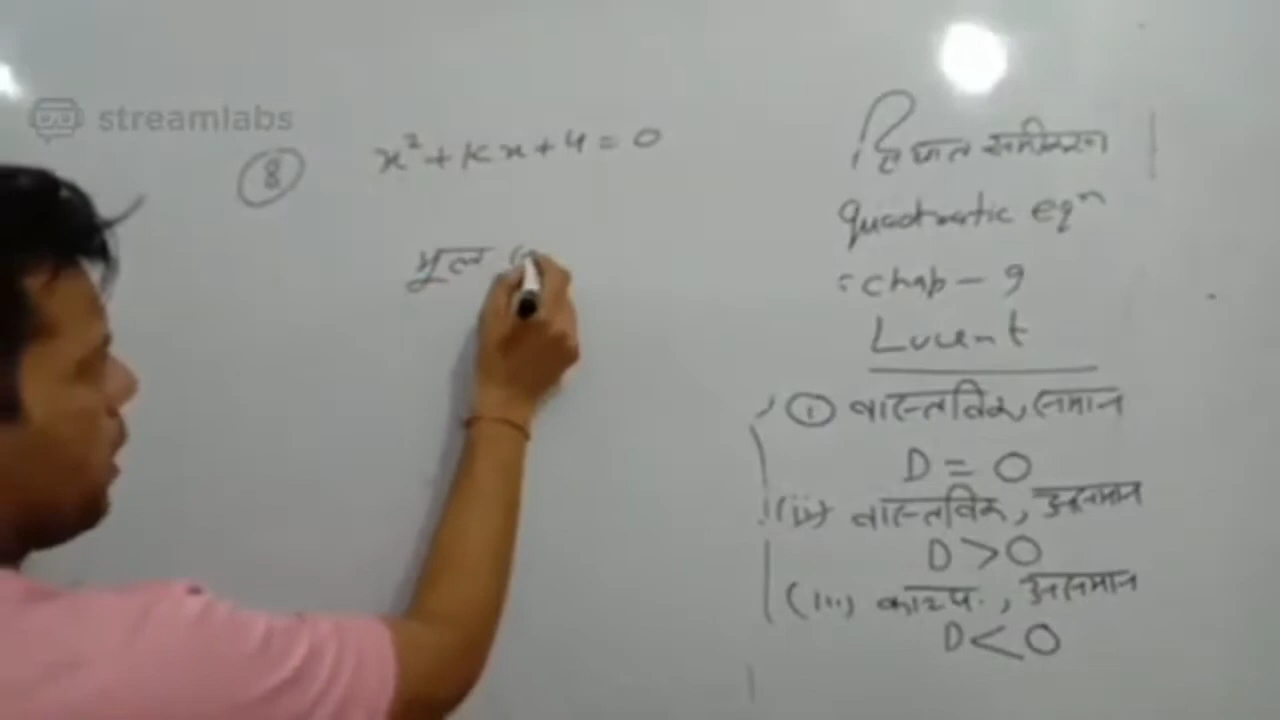 streamlabs
⑧ x² + kx + 4 = 0
मूल
द्विघात समीकरण
quadratic eqⁿ
: chap - 9
Lucent
① वास्तविक, समान
D = 0
(ii) वास्तविक, असमान
D > 0
(iii) काल्प., असमान
D < 0